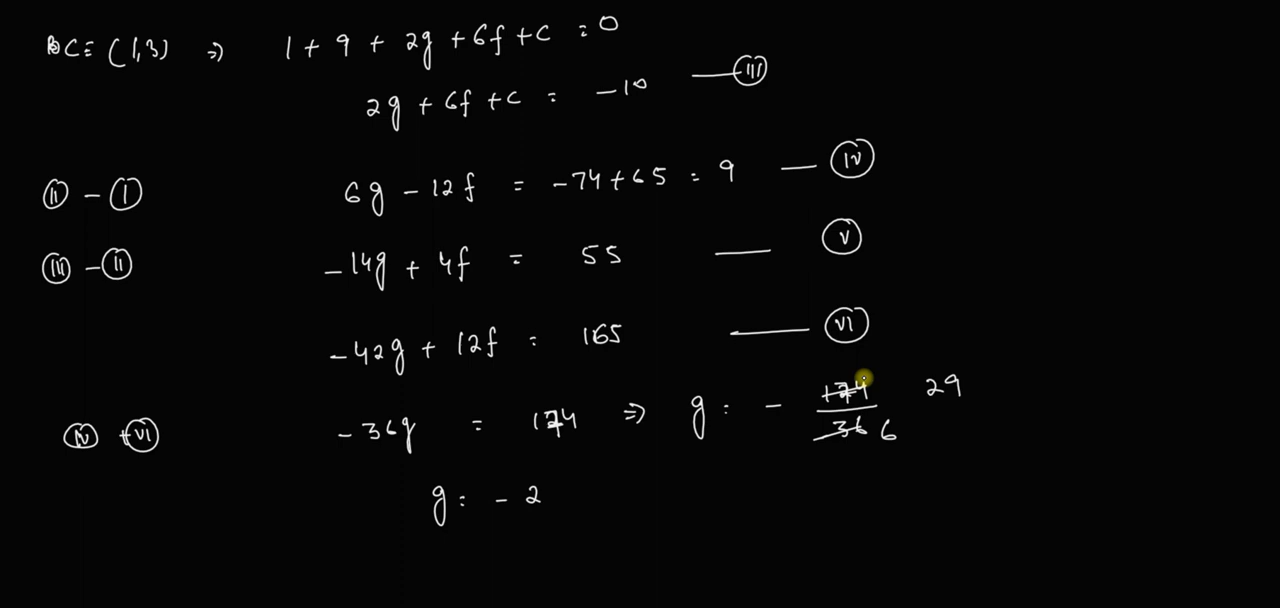 C ≡ (1,3) ⇒ 1 + 9 + 2g + 6f + c = 0
2g + 6f + c = -10 — III
II - I 6g - 12f = -74 + 65 = 9 — IV
III - II -14g + 4f = 55 — V
-42g + 12f = 165 — VI
IV + VI -36g = 174 ⇒ g = - 174/36 29 6
g = - 2